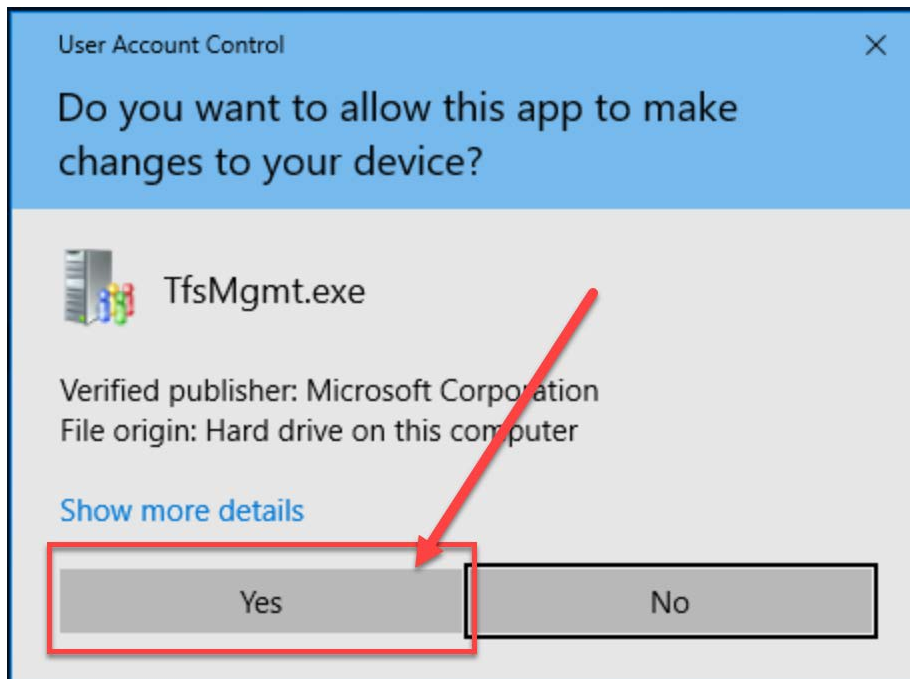 User Account Control
Do you want to allow this app to make
changes to your device?
TfsMgmt.exe
Verified publisher: Microsoft Corporation
File origin: Hard drive on this computer
Show more details
Yes
No